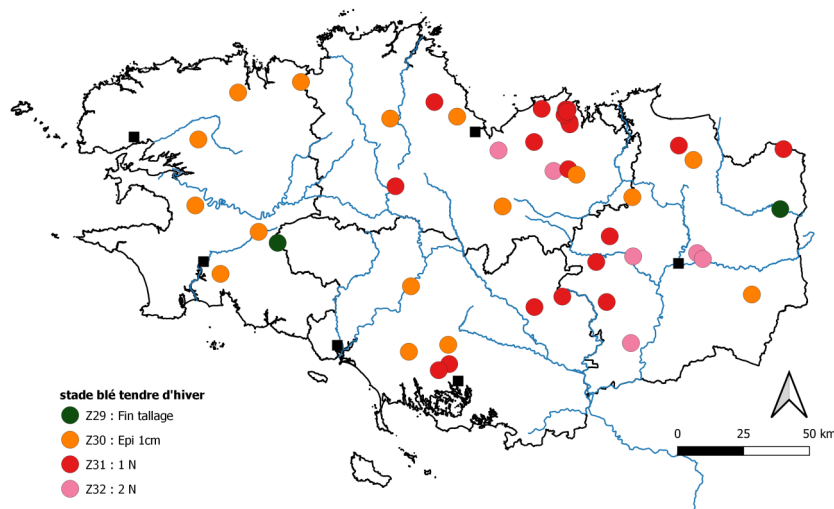 stade blé tendre d'hiver
Z29 : Fin tallage
Z30 : Epi 1cm
Z31 : 1 N
Z32 : 2 N
0 25 50 km